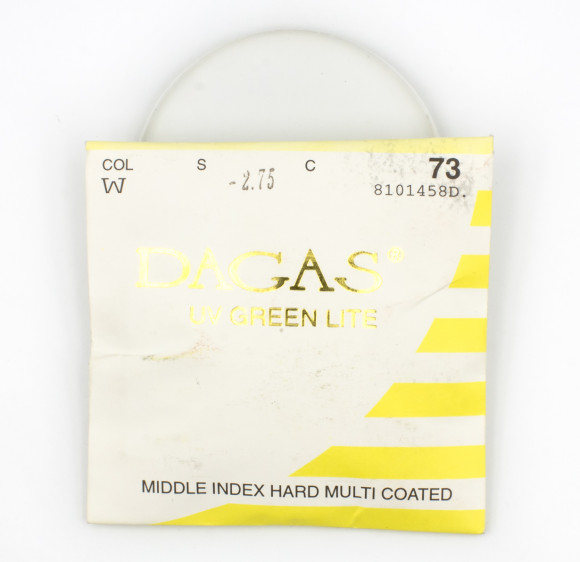 COL S C 73
W -2.75 8101458D.
DAGAS®
UV GREEN LITE
MIDDLE INDEX HARD MULTI COATED